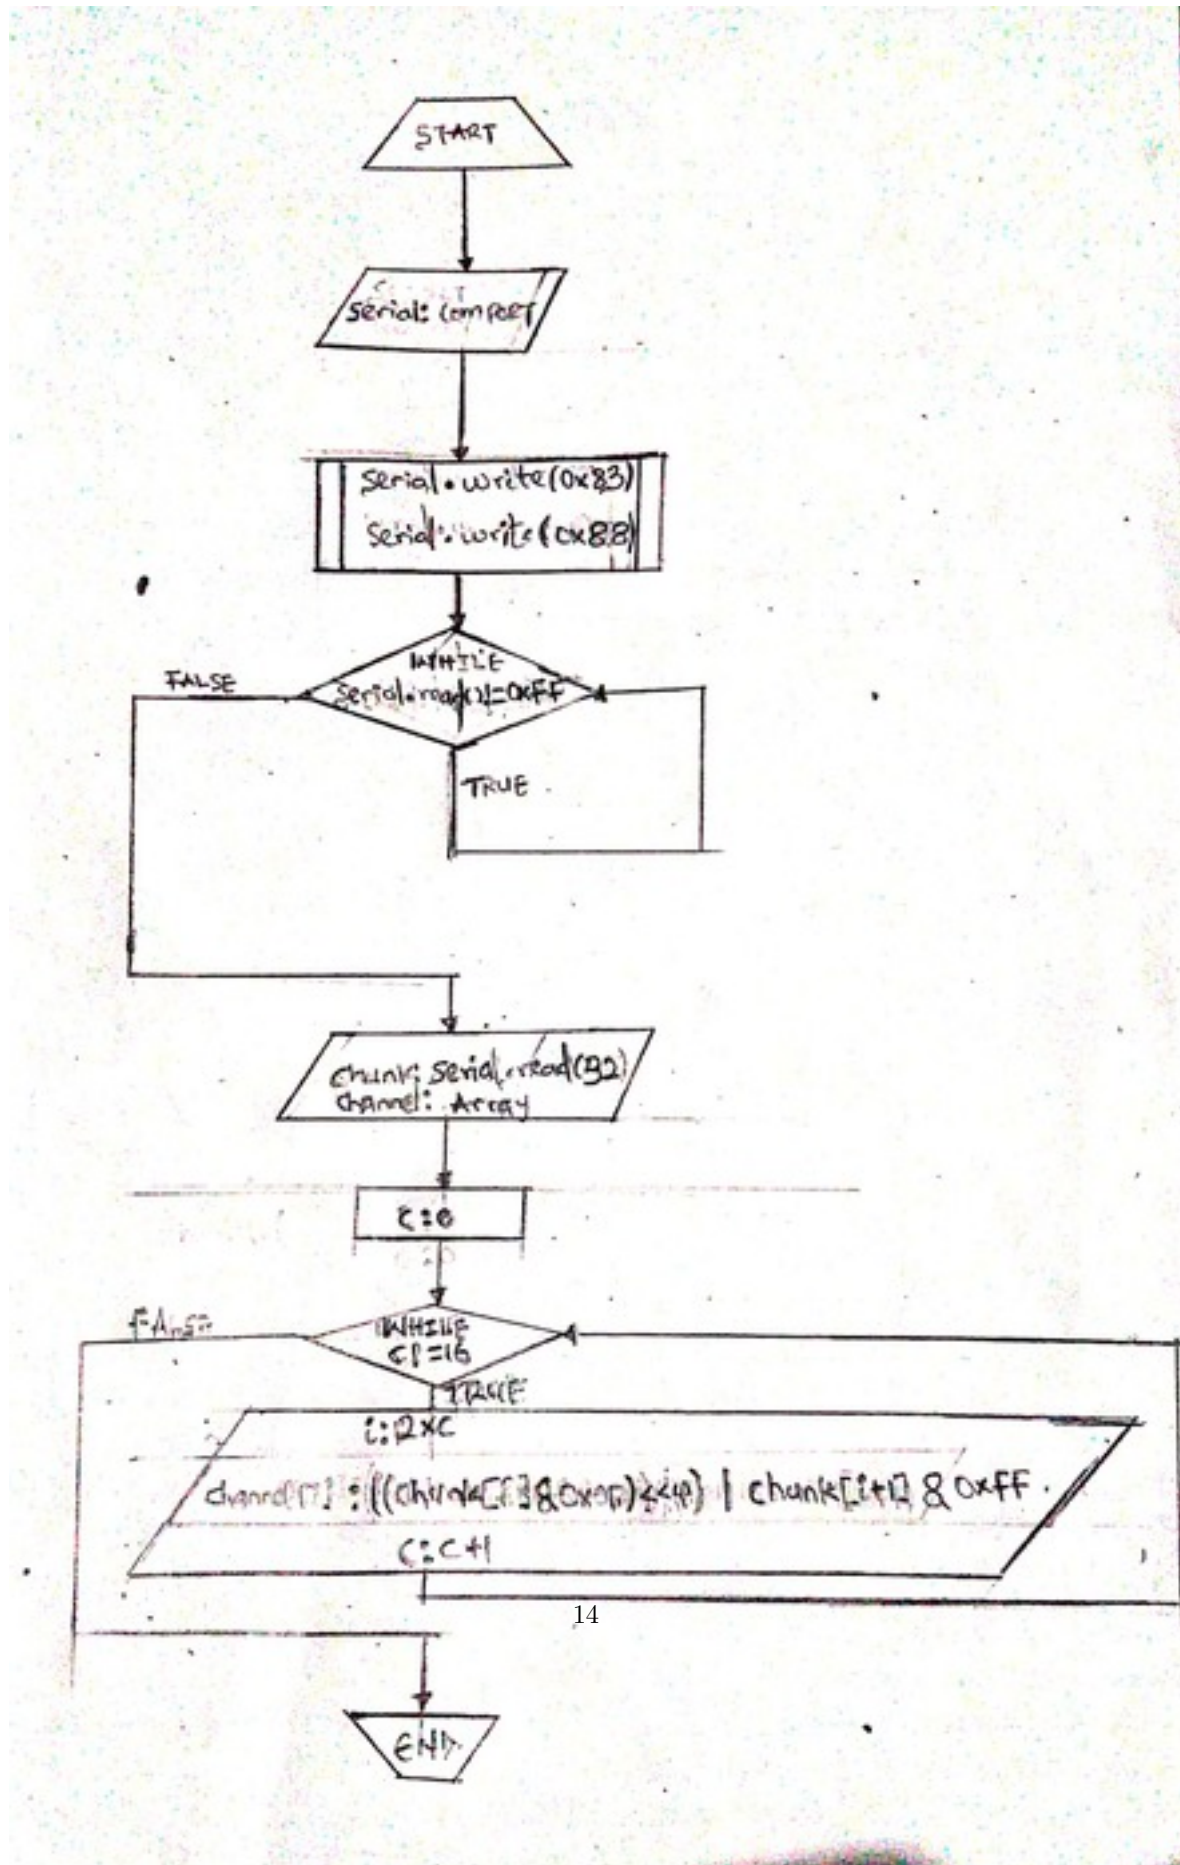 START
Serial:ComPort
Serial.write(0x83)
Serial.write(0x88)
WHILE
FALSE
Serial.read()!=0xFF
TRUE
chunk: Serial.read(32)
channel: Array
c:0
FALSE
WHILE
c!=16
TRUE
i:2xc
: ((chunk[i]& | chunk[i+1] & 0xFF
c:c+1
14
END